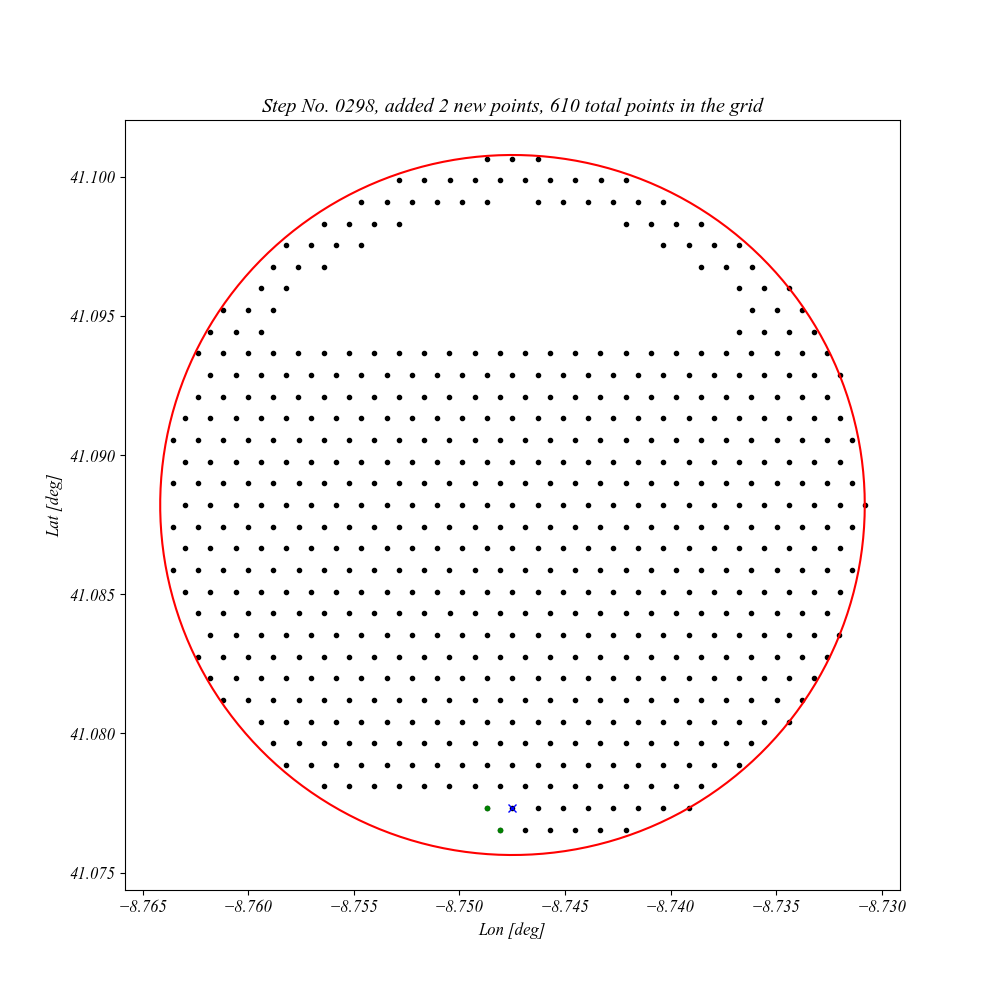 Step No. 0298, added 2 new points, 610 total points in the grid
41.100
41.095
41.090
41.085
41.080
41.075
Lat [deg]
−8.765 −8.760 −8.755 −8.750 −8.745 −8.740 −8.735 −8.730
Lon [deg]